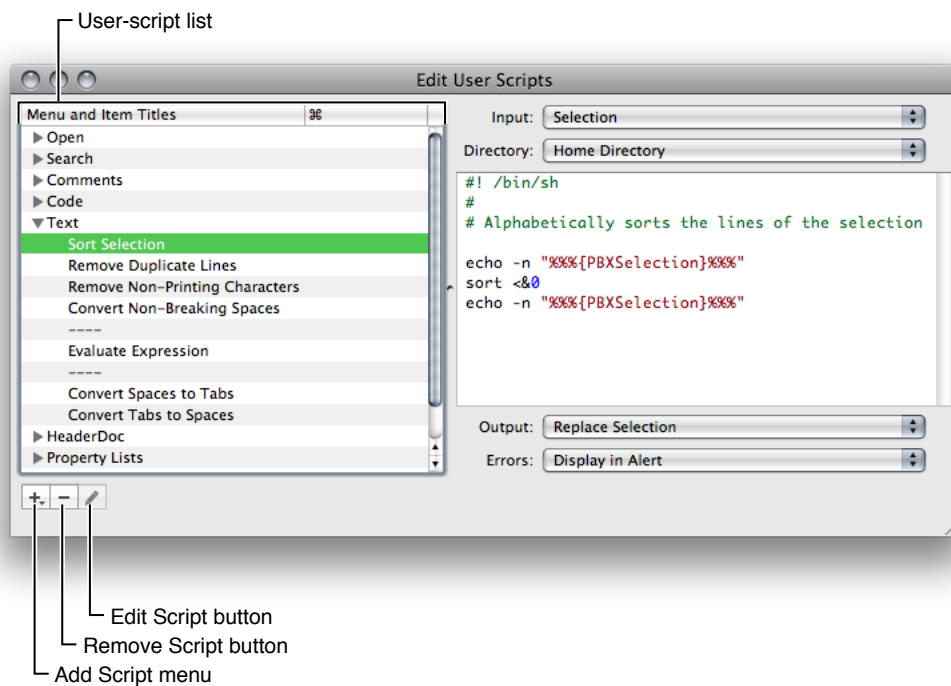 User-script list
Edit User Scripts
Menu and Item Titles ⌘
Open
Search
Comments
Code
Text
Sort Selection
Remove Duplicate Lines
Remove Non-Printing Characters
Convert Non-Breaking Spaces
----
Evaluate Expression
----
Convert Spaces to Tabs
Convert Tabs to Spaces
HeaderDoc
Property Lists
Input: Selection
Directory: Home Directory
#! /bin/sh
#
# Alphabetically sorts the lines of the selection
echo -n "%%%{PBXSelection}%%%"
sort <&0
echo -n "%%%{PBXSelection}%%%"
Output: Replace Selection
Errors: Display in Alert
Edit Script button
Remove Script button
Add Script menu